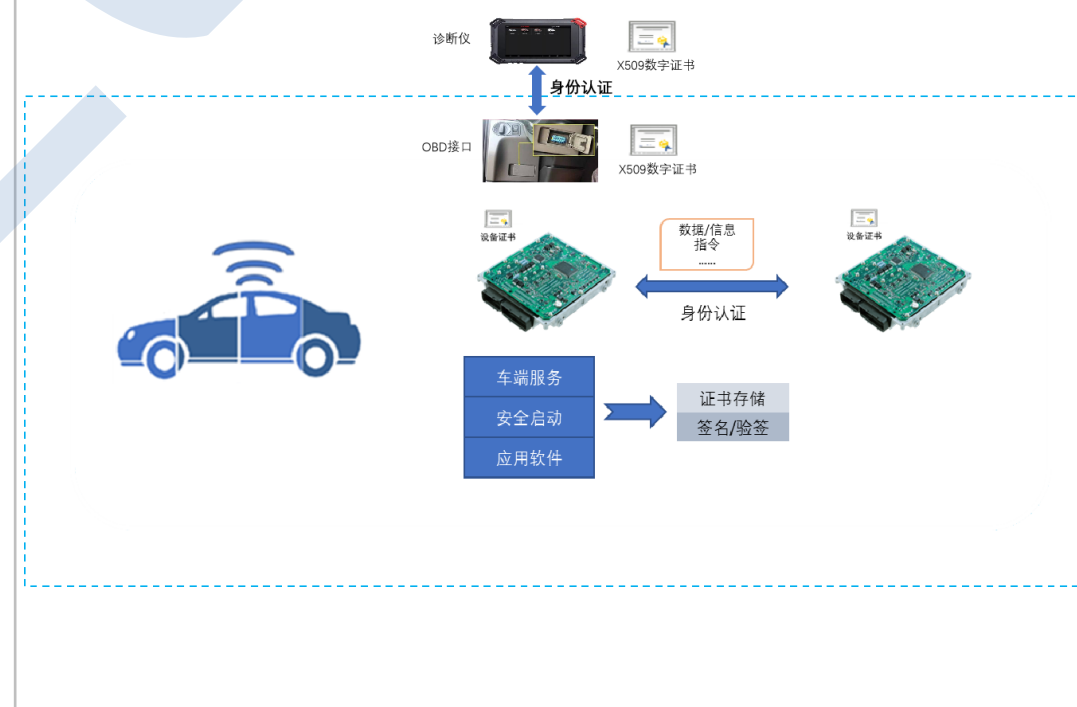 诊断仪
X509数字证书
身份认证
OBD接口
X509数字证书
设备证书
数据/信息
指令
......
设备证书
身份认证
车端服务
安全启动
应用软件
证书存储
签名/验签